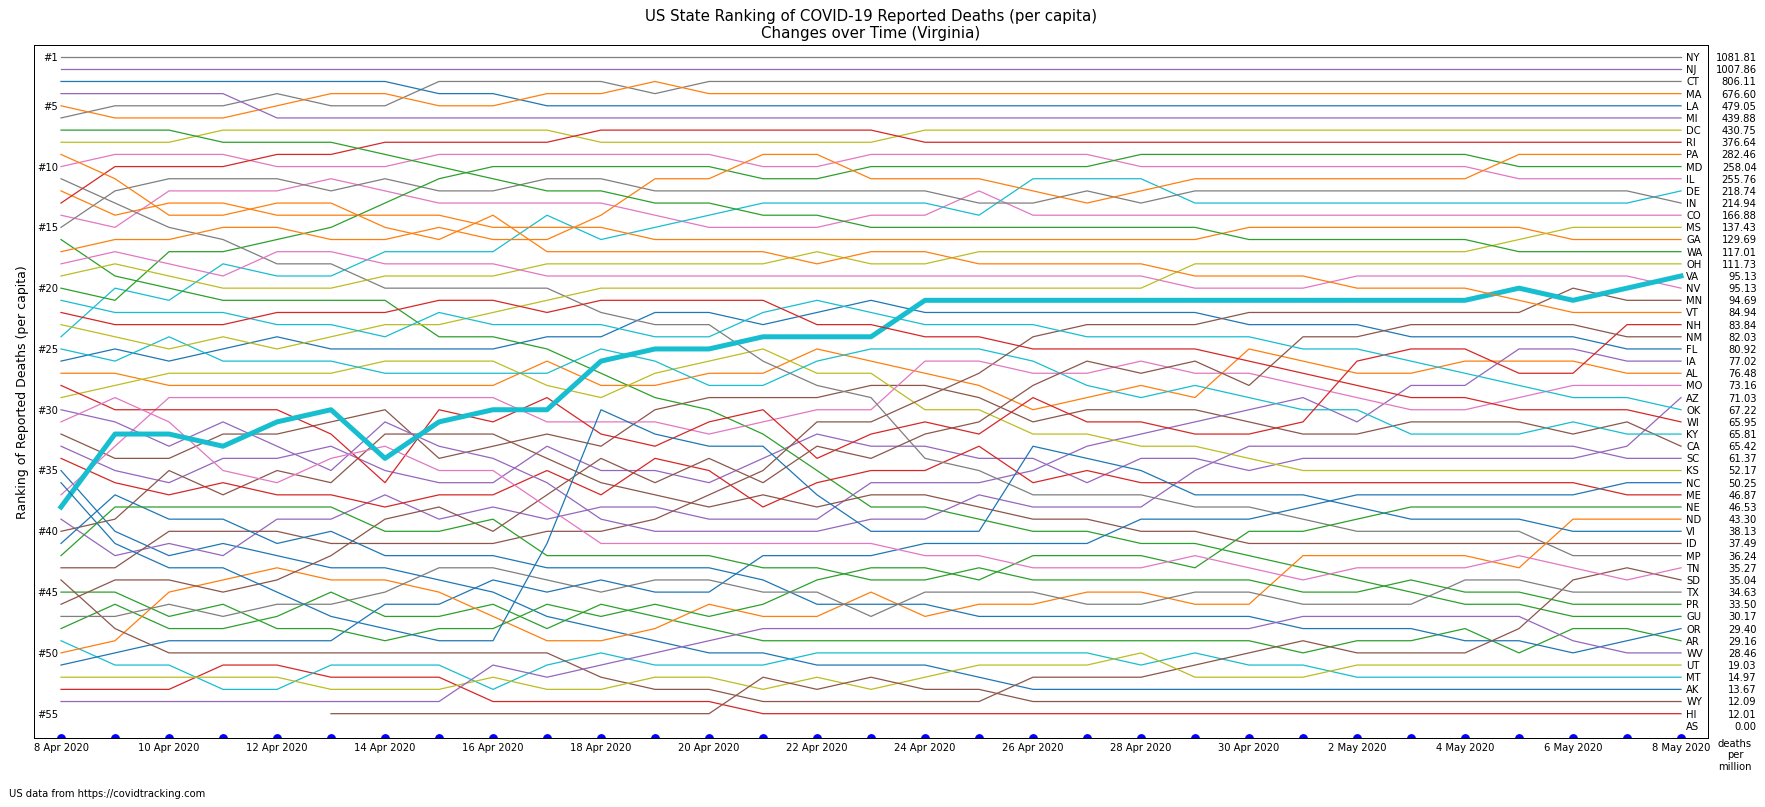 US State Ranking of COVID-19 Reported Deaths (per capita)
Changes over Time (Virginia)
Ranking of Reported Deaths (per capita)
#1
#5
#10
#15
#20
#25
#30
#35
#40
#45
#50
#55
NY 1081.81
NJ 1007.86
CT 806.11
MA 676.60
LA 479.05
MI 439.88
DC 430.75
RI 376.64
PA 282.46
MD 258.04
IL 255.76
DE 218.74
IN 214.94
CO 166.88
MS 137.43
GA 129.69
WA 117.01
OH 111.73
VA 95.13
NV 95.13
MN 94.69
VT 84.94
NH 83.84
NM 82.03
FL 80.92
IA 77.02
AL 76.48
MO 73.16
AZ 71.03
OK 67.22
WI 65.95
KY 65.81
CA 65.42
SC 61.37
KS 52.17
NC 50.25
ME 46.87
NE 46.53
ND 43.30
VI 38.13
ID 37.49
MP 36.24
TN 35.27
SD 35.04
TX 34.63
PR 33.50
GU 30.17
OR 29.40
AR 29.16
WV 28.46
UT 19.03
MT 14.97
AK 13.67
WY 12.09
HI 12.01
AS 0.00
8 Apr 2020 10 Apr 2020 12 Apr 2020 14 Apr 2020 16 Apr 2020 18 Apr 2020 20 Apr 2020 22 Apr 2020 24 Apr 2020 26 Apr 2020 28 Apr 2020 30 Apr 2020 2 May 2020 4 May 2020 6 May 2020 8 May 2020
deaths
per
million
US data from https://covidtracking.com